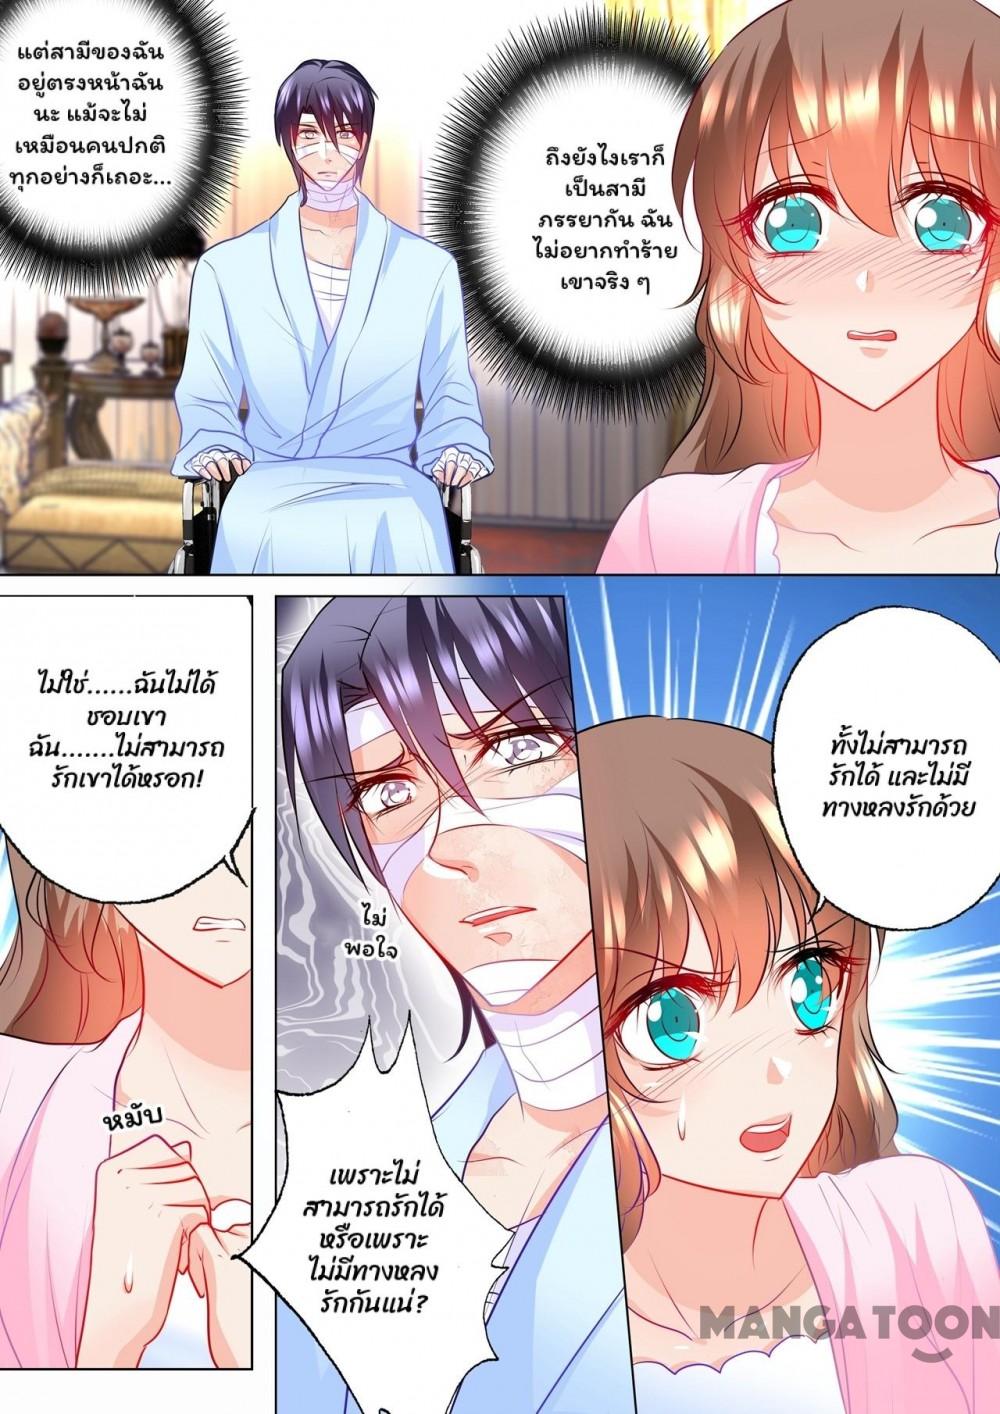 แต่สามีของฉัน
อยู่ตรงหน้าฉัน
นะ แม้จะไม่
เหมือนคนปกติ
ทุกอย่างก็เถอะ...
ถึงยังไงเราก็
เป็นสามี
ภรรยากัน ฉัน
ไม่อยากทำร้าย
เขาจริง ๆ
ไม่ใช่......ฉันไม่ได้
ชอบเขา
ฉัน.......ไม่สามารถ
รักเขาได้หรอก!
หมับ
ไม่
พอใจ
เพราะไม่
สามารถรักได้
หรือเพราะ
ไม่มีทางหลง
รักกันแน่?
ทั้งไม่สามารถ
รักได้ และไม่มี
ทางหลงรักด้วย
MANGATOON